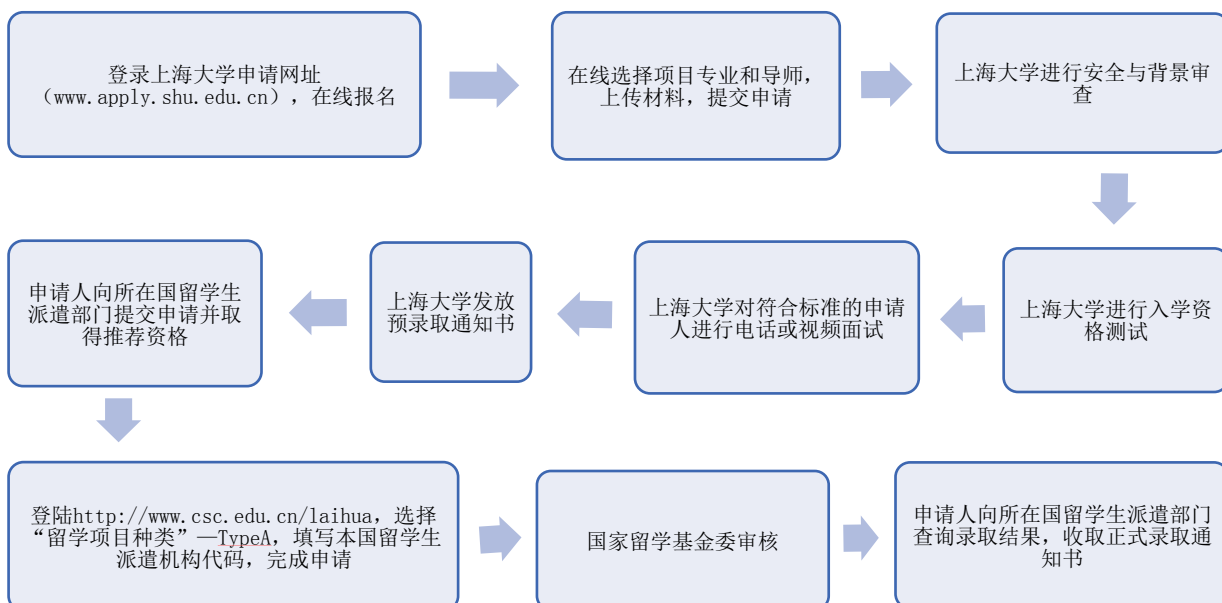 登录上海大学申请网址
（www.apply.shu.edu.cn），在线报名
在线选择项目专业和导师，
上传材料，提交申请
上海大学进行安全与背景审
查
上海大学进行入学资
格测试
上海大学对符合标准的申请
人进行电话或视频面试
上海大学发放
预录取通知书
申请人向所在国留学生
派遣部门提交申请并取
得推荐资格
登陆http://www.csc.edu.cn/laihua，选择
“留学项目种类”—TypeA，填写本国留学生
派遣机构代码，完成申请
国家留学基金委审核
申请人向所在国留学生派遣部门
查询录取结果，收取正式录取通
知书